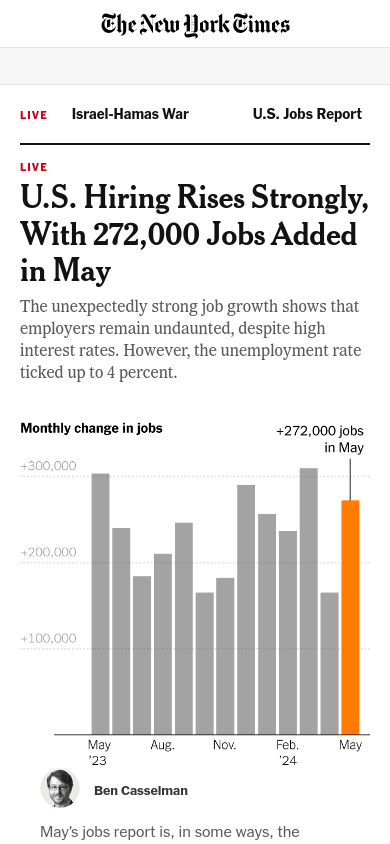 The New York Times
LIVE Israel-Hamas War U.S. Jobs Report
LIVE
U.S. Hiring Rises Strongly,
With 272,000 Jobs Added
in May
The unexpectedly strong job growth shows that
employers remain undaunted, despite high
interest rates. However, the unemployment rate
ticked up to 4 percent.
Monthly change in jobs
+272,000 jobs
in May
+300,000
+200,000
+100,000
May Aug. Nov. Feb. May
'23 '24
Ben Casselman
May’s jobs report is, in some ways, the